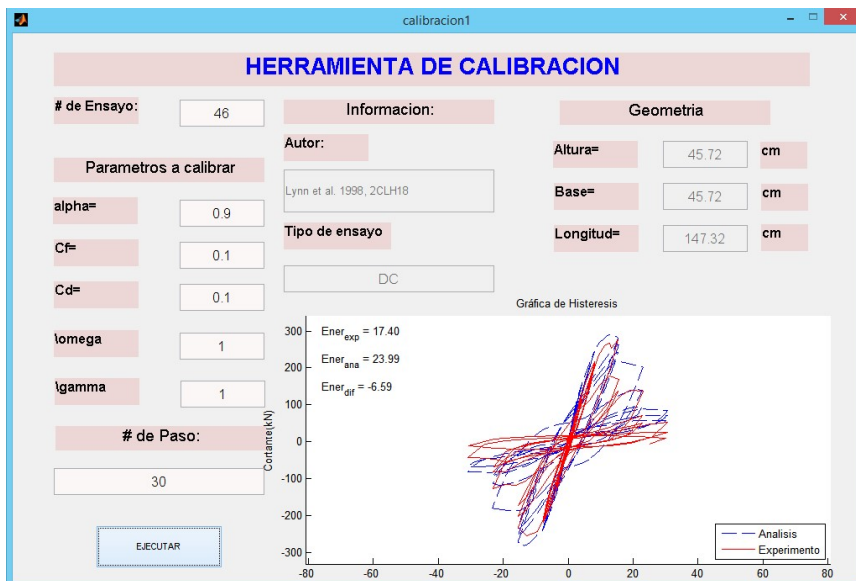 calibracion1
HERRAMIENTA DE CALIBRACION
# de Ensayo:
46
Parametros a calibrar
alpha=
0.9
Cf=
0.1
Cd=
0.1
\omega
1
\gamma
1
# de Paso:
30
EJECUTAR
Informacion:
Autor:
Lynn et al. 1998, 2CLH18
Tipo de ensayo
DC
Geometria
Altura=
45.72
cm
Base=
45.72
cm
Longitud=
147.32
cm
Gráfica de Histeresis
Cortante(kN)
300
200
100
0
-100
-200
-300
Ener_exp = 17.40
Ener_ana = 23.99
Ener_dif = -6.59
Analisis
Experimento
-80 -60 -40 -20 0 20 40 60 80